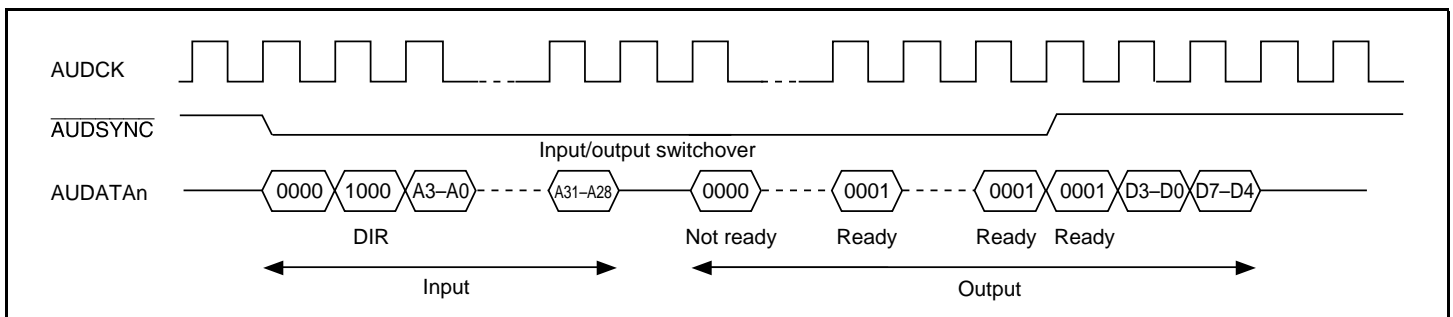 AUDCK
AUDSYNC
Input/output switchover
AUDATAn 0000 1000 A3–A0 A31–A28 0000 0001 0001 0001 D3–D0 D7–D4
DIR Not ready Ready Ready Ready
Input Output